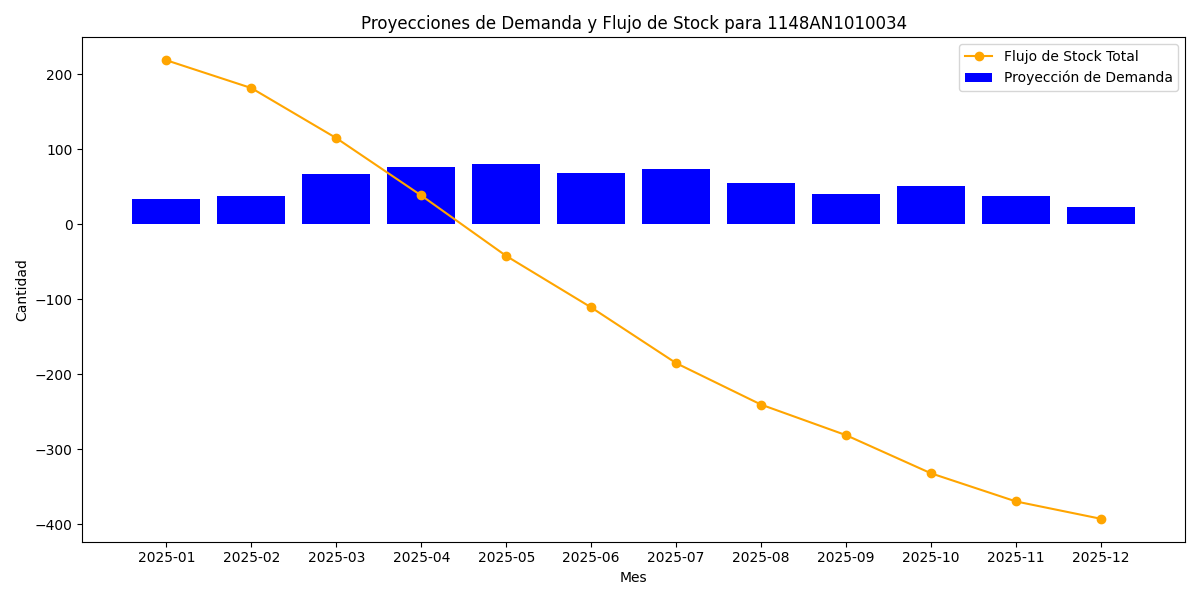 Proyecciones de Demanda y Flujo de Stock para 1148AN1010034
Flujo de Stock Total
Proyección de Demanda
Cantidad
200
100
0
−100
−200
−300
−400
2025-01 2025-02 2025-03 2025-04 2025-05 2025-06 2025-07 2025-08 2025-09 2025-10 2025-11 2025-12
Mes